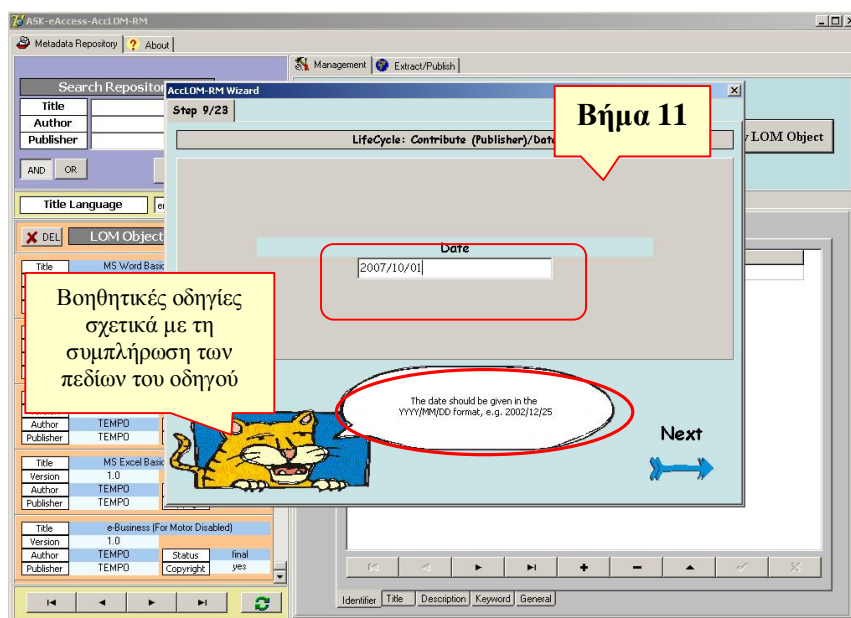 ASK-eAccess-AccLOM-RM
Metadata Repository
? About
Management
Extract/Publish
Title
Author
Publisher
AND OR
Title Language
LOM Object
DEL
LOM Object
Title MS Word Basic
AccLOM-RM Wizard
Step 9/23
LifeCycle: Contribute (Publisher)/Date
Date
2007/10/01
The date should be given in the
YYYY/MM/DD format, e.g. 2002/12/25
Next
Βήμα 11
Βοηθητικές οδηγίες
σχετικά με τη
συμπλήρωση των
πεδίων του οδηγού
Author TEMPO
Publisher TEMPO
Title MS Excel Basic
Version 1.0
Author TEMPO
Publisher TEMPO
Title e-Business (For Motor Disabled)
Version 1.0
Author TEMPO Status final
Publisher TEMPO Copyright yes
Identifier Title Description Keyword General